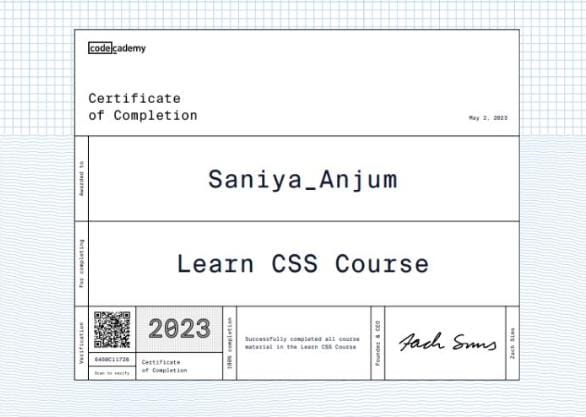 codecademy
Certificate
of Completion
May 2, 2023
Awarded to
Saniya_Anjum
For completing
Learn CSS Course
Verification
6450C11726
Scan to verify
2023
Certificate
of Completion
100% completion
Successfully completed all course
material in the Learn CSS Course
Founder & CEO
Zach Sims
Zach Sims